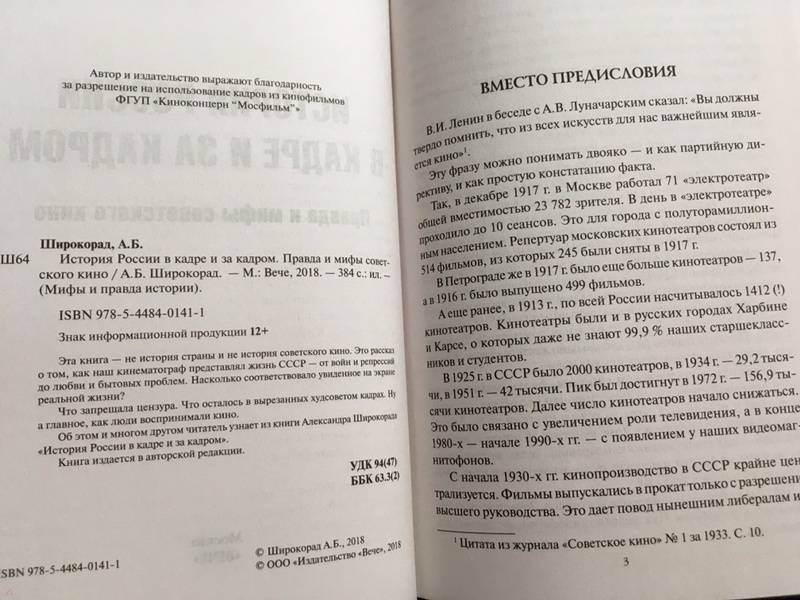 Автор и издательство выражают благодарность
за разрешение на использование кадров из кинофильмов
ФГУП «Киноконцерн "Мосфильм"»
Широкорад, А.Б.
Ш64 История России в кадре и за кадром. Правда и мифы совет-
ского кино / А.Б. Широкорад. — М.: Вече, 2018. — 384 с.: ил. —
(Мифы и правда истории).
ISBN 978-5-4484-0141-1
Знак информационной продукции 12+
Эта книга — не история страны и не история советского кино. Это рассказ
о том, как наш кинематограф представлял жизнь СССР — от войн и репрессий
до любви и бытовых проблем. Насколько соответствовало увиденное на экране
реальной жизни?
Что запрещала цензура. Что осталось в вырезанных худсоветом кадрах. Ну
а главное, как люди воспринимали кино.
Об этом и многом другом читатель узнает из книги Александра Широкорада
«История России в кадре и за кадром».
Книга издается в авторской редакции.
УДК 94(47)
ББК 63.3(2)
© Широкорад А.Б., 2018
© ООО «Издательство «Вече», 2018
ISBN 978-5-4484-0141-1
ВМЕСТО ПРЕДИСЛОВИЯ
В.И. Ленин в беседе с А.В. Луначарским сказал: «Вы должны
твердо помнить, что из всех искусств для нас важнейшим явля-
ется кино»¹.
Эту фразу можно понимать двояко — и как партийную ди-
рективу, и как простую констатацию факта.
Так, в декабре 1917 г. в Москве работал 71 «электротеатр»
общей вместимостью 23 782 зрителя. В день в «электротеатре»
проходило до 10 сеансов. Это для города с полуторамиллион-
ным населением. Репертуар московских кинотеатров состоял из
514 фильмов, из которых 245 были сняты в 1917 г.
В Петрограде же в 1917 г. было еще больше кинотеатров — 137,
а в 1916 г. было выпущено 499 фильмов.
А еще ранее, в 1913 г., по всей России насчитывалось 1412 (!)
кинотеатров. Кинотеатры были и в русских городах Харбине
и Карсе, о которых даже не знают 99,9 % наших старшекласс-
ников и студентов.
В 1925 г. в СССР было 2000 кинотеатров, в 1934 г. — 29,2 тыся-
чи, в 1951 г. — 42 тысячи. Пик был достигнут в 1972 г. — 156,9 ты-
сячи кинотеатров. Далее число кинотеатров начало снижаться.
Это было связано с увеличением роли телевидения, а в конце
1980-х — начале 1990-х гг. — с появлением у наших видеомаг-
нитофонов.
С начала 1930-х гг. кинопроизводство в СССР крайне цен-
трализуется. Фильмы выпускались в прокат только с разрешени
высшего руководства. Это дает повод нынешним либералам и
¹ Цитата из журнала «Советское кино» № 1 за 1933. С. 10.
3